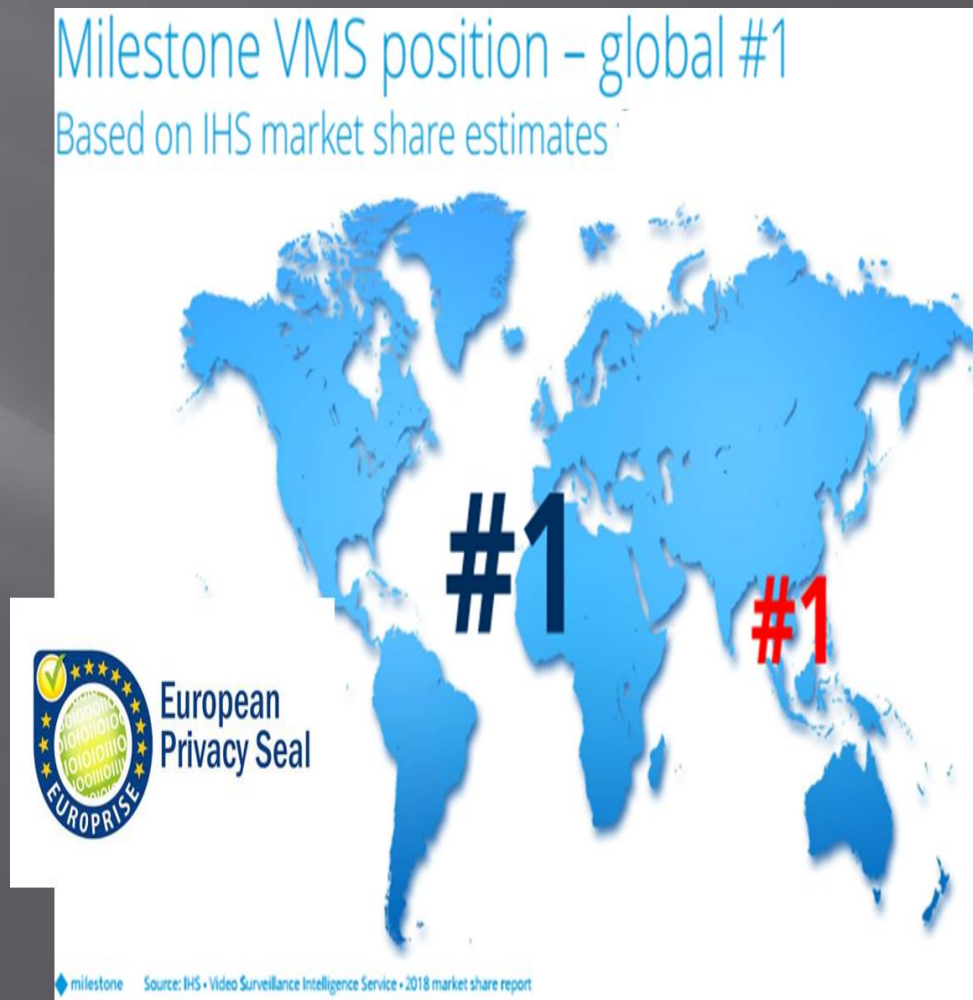 Milestone VMS position – global #1
Based on IHS market share estimates
#1
#1
European
Privacy Seal
EUROPRISE
milestone Source: IHS • Video Surveillance Intelligence Service • 2018 market share report